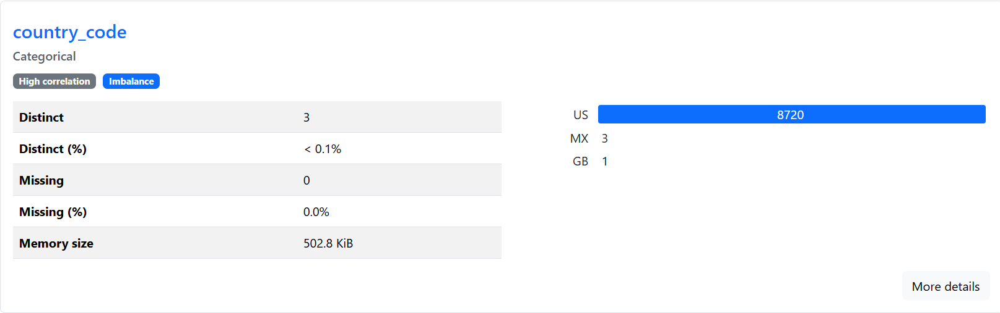 country_code
Categorical
High correlation Imbalance
Distinct 3
Distinct (%) < 0.1%
Missing 0
Missing (%) 0.0%
Memory size 502.8 KiB
US 8720
MX 3
GB 1
More details